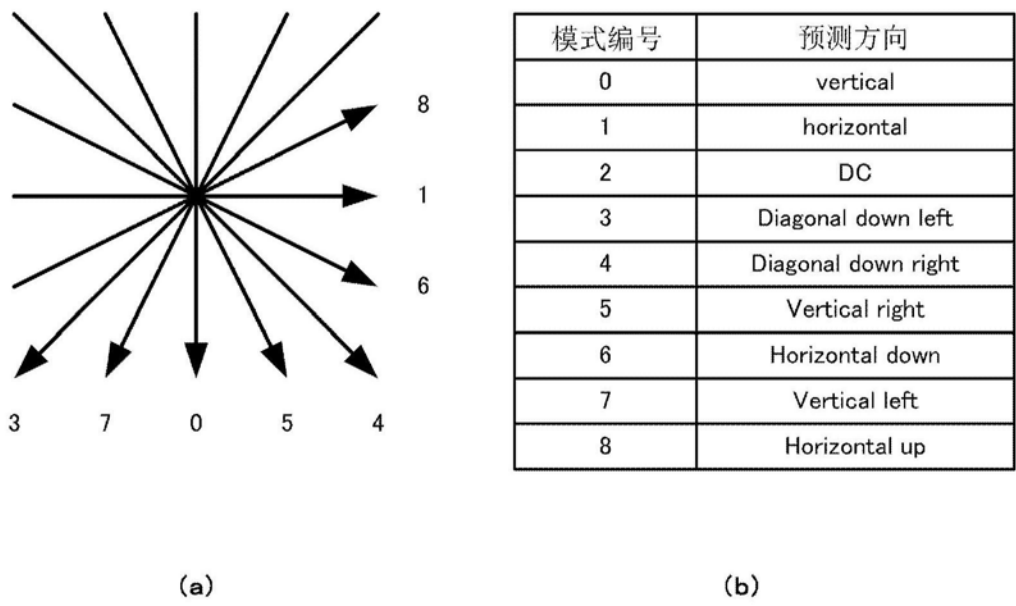 8
1
6
3 7 0 5 4
(a)
模式编号 预测方向
0 vertical
1 horizontal
2 DC
3 Diagonal down left
4 Diagonal down right
5 Vertical right
6 Horizontal down
7 Vertical left
8 Horizontal up
(b)